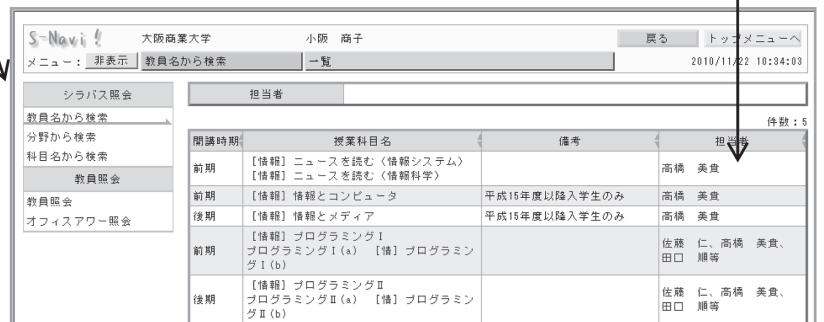 S-Navi! 大阪商業大学 小阪 商子 戻る トップメニューへ
メニュー： 非表示 教員名から検索 一覧 2010/11/22 10:34:03
シラバス照会
教員名から検索
分野から検索
科目名から検索
教員照会
教員照会
オフィスアワー照会
担当者
件数：5
開講時期 授業科目名 備考 担当者
前期 [情報] ニュースを読む（情報システム）
[情報] ニュースを読む（情報科学） 高橋 美貴
前期 [情報] 情報とコンピュータ 平成15年度以降入学生のみ 高橋 美貴
後期 [情報] 情報とメディア 平成15年度以降入学生のみ 高橋 美貴
前期 [情報] プログラミングⅠ
プログラミングⅠ(a) [情] プログラミン
グⅠ(b) 佐藤 仁、高橋 美貴、
田口 順等
後期 [情報] プログラミングⅡ
プログラミングⅡ(a) [情] プログラミン
グⅡ(b) 佐藤 仁、高橋 美貴、
田口 順等